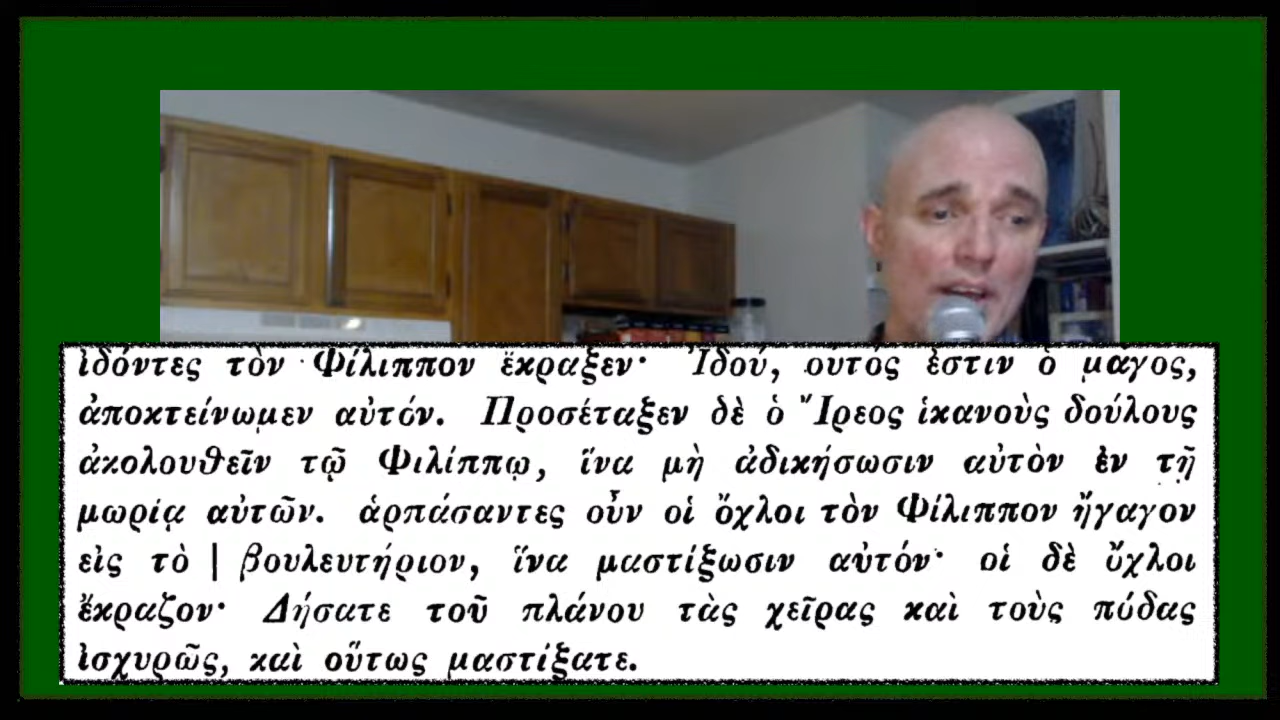 ἰδόντες τὸν Φίλιππον ἔκραξεν· Ἰδού, οὗτός ἐστιν ὁ μάγος,
ἀποκτείνωμεν αὐτόν. Προσέταξεν δὲ ὁ Ἴρεος ἱκανοὺς δούλους
ἀκολουθεῖν τῷ Φιλίππῳ, ἵνα μὴ ἀδικήσωσιν αὐτὸν ἐν τῇ
μωρίᾳ αὐτῶν. ἁρπάσαντες οὖν οἱ ὄχλοι τὸν Φίλιππον ἤγαγον
εἰς τὸ | βουλευτήριον, ἵνα μαστίξωσιν αὐτόν· οἱ δὲ ὄχλοι
ἔκραζον· Δήσατε τοῦ πλάνου τὰς χεῖρας καὶ τοὺς πόδας
ἰσχυρῶς, καὶ οὕτως μαστίξατε.